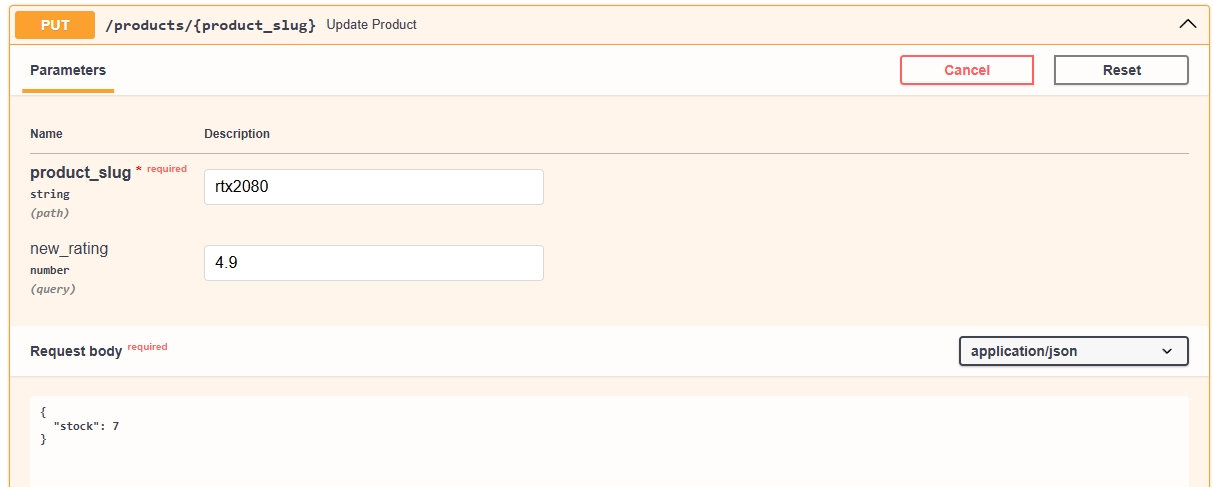 PUT /products/{product_slug} Update Product
Parameters Cancel Reset
Name Description
product_slug * required
string
(path)
rtx2080
new_rating
number
(query)
4.9
Request body required application/json
{
  "stock": 7
}